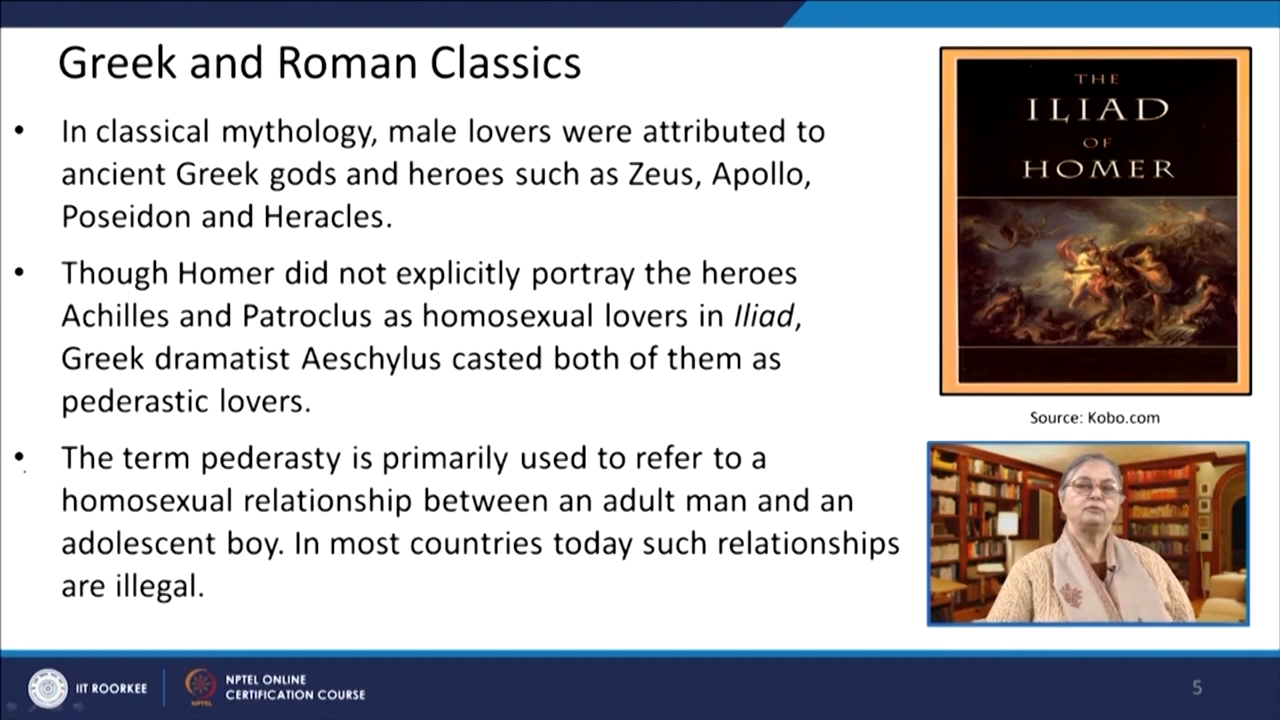 Greek and Roman Classics
• In classical mythology, male lovers were attributed to
ancient Greek gods and heroes such as Zeus, Apollo,
Poseidon and Heracles.
• Though Homer did not explicitly portray the heroes
Achilles and Patroclus as homosexual lovers in Iliad,
Greek dramatist Aeschylus casted both of them as
pederastic lovers.
• The term pederasty is primarily used to refer to a
homosexual relationship between an adult man and an
adolescent boy. In most countries today such relationships
are illegal.
THE
ILIAD
OF
HOMER
Source: Kobo.com
IIT ROORKEE
NPTEL
NPTEL ONLINE
CERTIFICATION COURSE
5